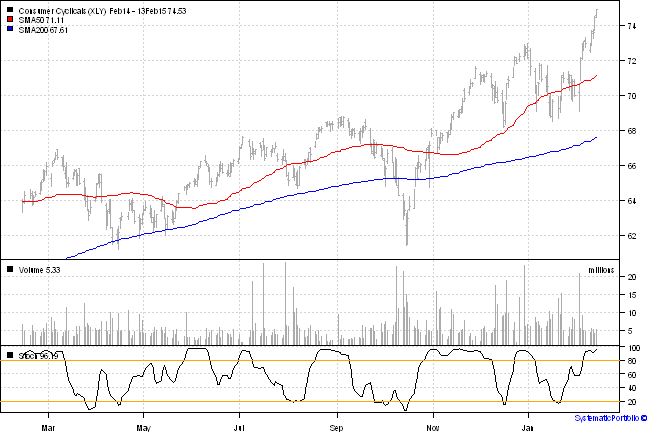 Consumer Cyclicals (XLY) Feb14 - 13Feb15 74.53
SMA50 71.11
SMA200 67.61
74
72
70
68
66
64
62
Volume 5.33
millions
20
15
10
5
100
80
60
40
20
Mar May Jul Sep Nov Jan
SystematicPortfolio ©